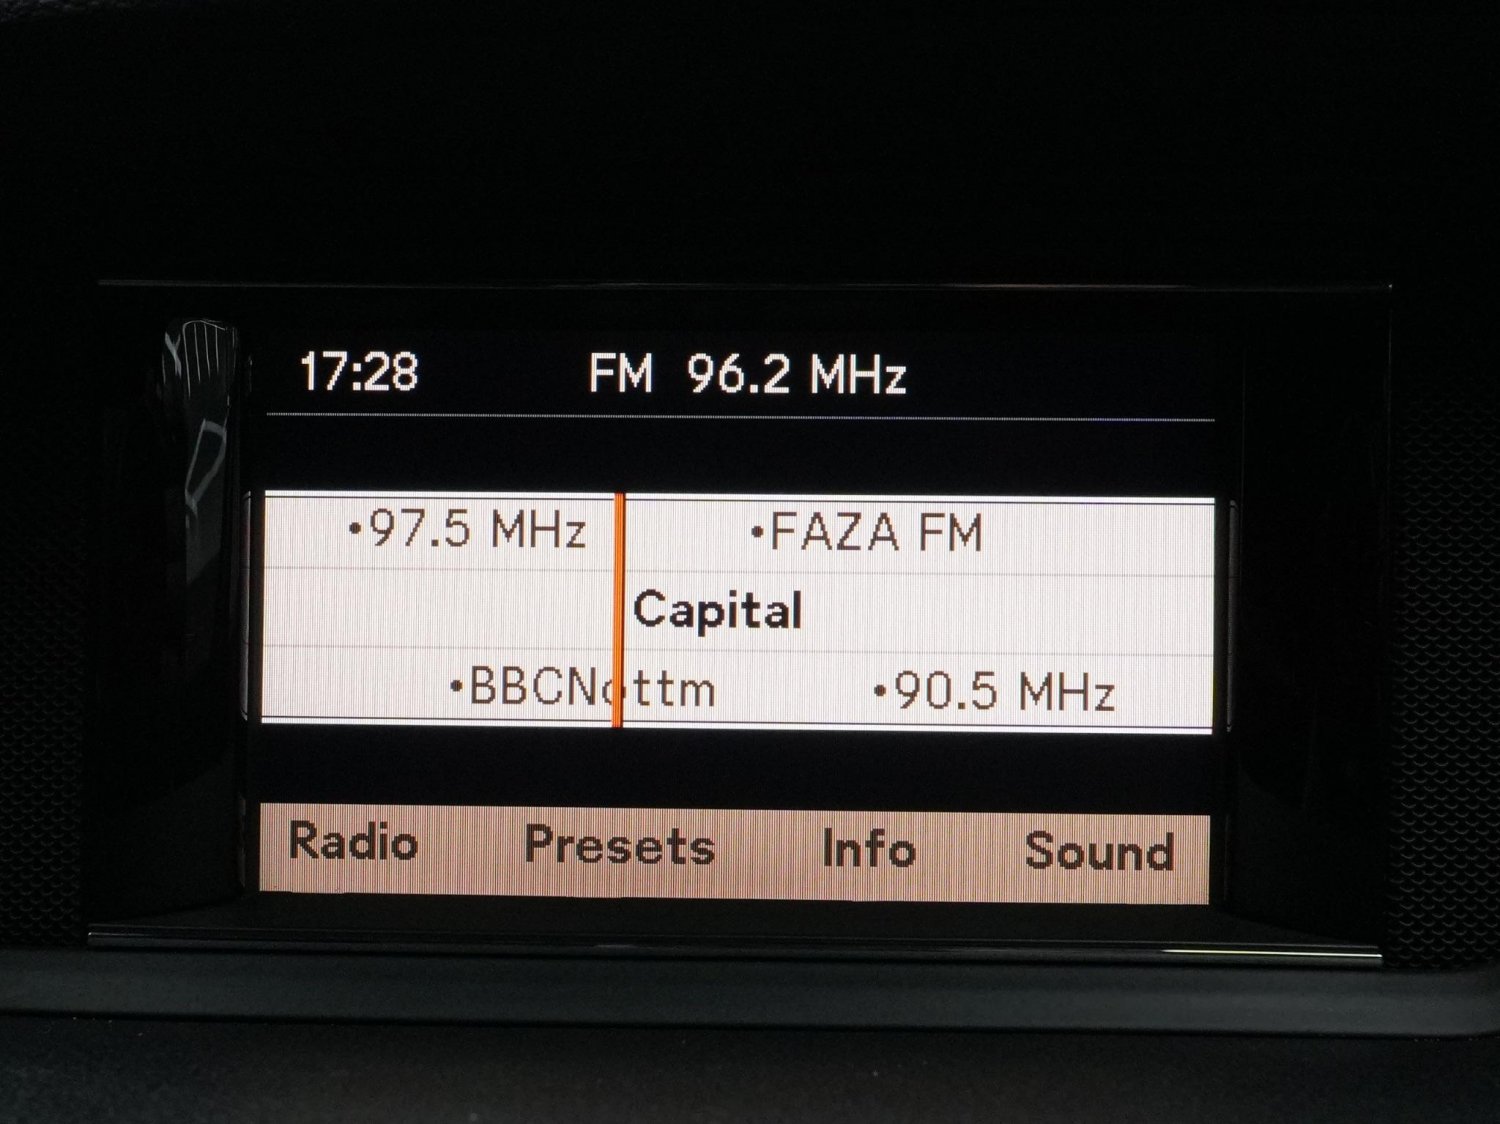 17:28 FM 96.2 MHz
•97.5 MHz •FAZA FM
Capital
•BBCNottm •90.5 MHz
Radio Presets Info Sound